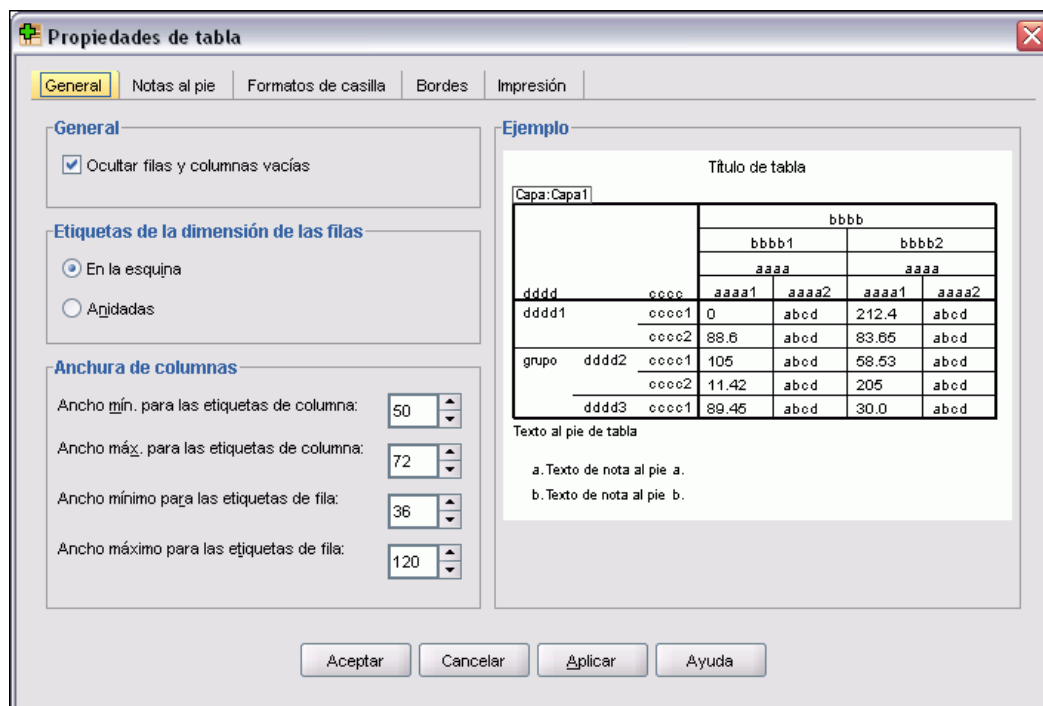 Propiedades de tabla
General Notas al pie Formatos de casilla Bordes Impresión
General
Ocultar filas y columnas vacías
Etiquetas de la dimensión de las filas
En la esquina
Anidadas
Anchura de columnas
Ancho mín. para las etiquetas de columna: 50
Ancho máx. para las etiquetas de columna: 72
Ancho mínimo para las etiquetas de fila: 36
Ancho máximo para las etiquetas de fila: 120
Ejemplo
Título de tabla
Capa:Capa1
bbbb
bbbb1 bbbb2
aaaa aaaa
dddd cccc aaaa1 aaaa2 aaaa1 aaaa2
dddd1 cccc1 0 abcd 212.4 abcd
cccc2 88.6 abcd 83.65 abcd
grupo dddd2 cccc1 105 abcd 58.53 abcd
cccc2 11.42 abcd 205 abcd
dddd3 cccc1 89.45 abcd 30.0 abcd
Texto al pie de tabla
a. Texto de nota al pie a.
b. Texto de nota al pie b.
Aceptar Cancelar Aplicar Ayuda